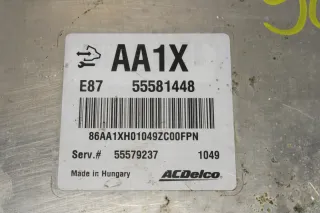 AA1X
E87 55581448
86AA1XH01049ZC00FPN
Serv.# 55579237 1049
Made in Hungary ACDelco